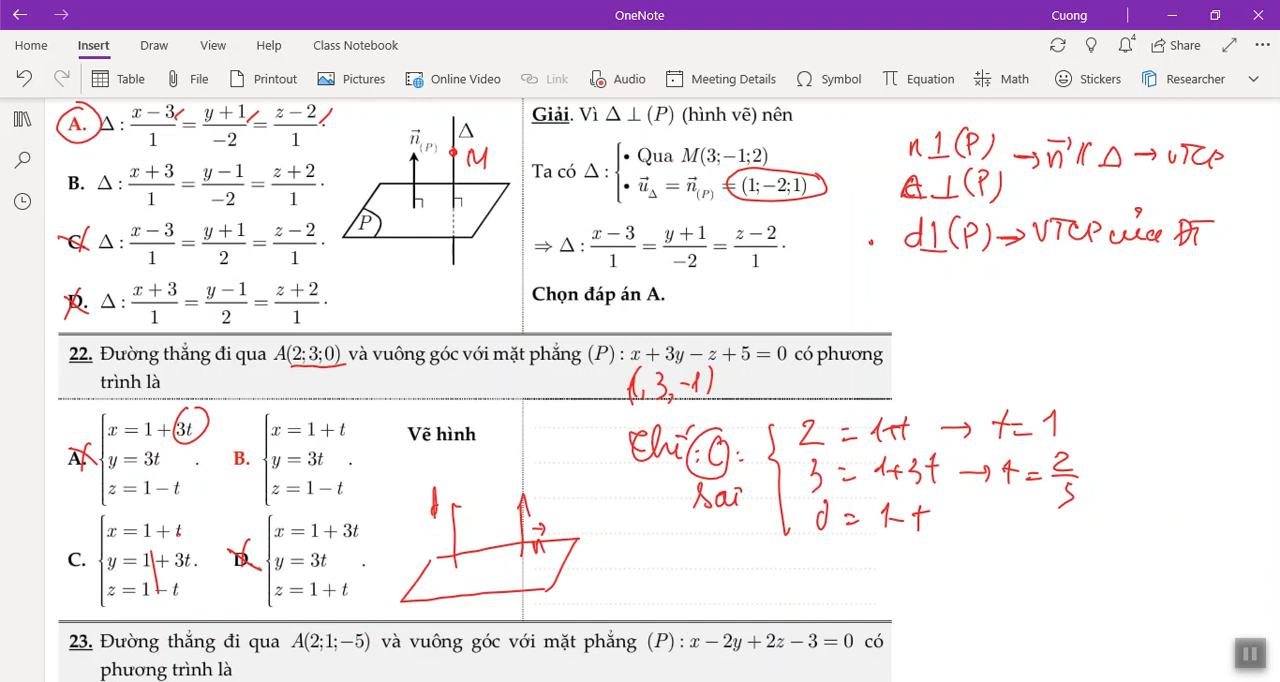 OneNote
Cuong
Home Insert Draw View Help Class Notebook Share
Table File Printout Pictures Online Video Link Audio Meeting Details Symbol Equation Math Stickers Researcher
A. Δ : (x − 3)/1 = (y + 1)/−2 = (z − 2)/1.
B. Δ : (x + 3)/1 = (y − 1)/−2 = (z + 2)/1.
C. Δ : (x − 3)/1 = (y + 1)/2 = (z − 2)/1.
D. Δ : (x + 3)/1 = (y − 1)/2 = (z + 2)/1.
n⃗(P) Δ M
P
Giải. Vì Δ ⊥ (P) (hình vẽ) nên
Ta có Δ : { • Qua M(3; −1; 2)
• u⃗Δ = n⃗(P) = (1; −2; 1)
⇒ Δ : (x − 3)/1 = (y + 1)/−2 = (z − 2)/1.
Chọn đáp án A.
n ⊥ (P) → n⃗ // Δ → VTCP
Δ ⊥ (P)
d ⊥ (P) → VTCP của ĐT
22. Đường thẳng đi qua A(2; 3; 0) và vuông góc với mặt phẳng (P) : x + 3y − z + 5 = 0 có phương
trình là
(1, 3, −1)
A. { x = 1 + 3t
y = 3t
z = 1 − t .
B. { x = 1 + t
y = 3t
z = 1 − t .
C. { x = 1 + t
y = 1 + 3t.
z = 1 − t
D. { x = 1 + 3t
y = 3t
z = 1 + t .
Vẽ hình
d n⃗
Thử : C :
sai
{ 2 = 1+t → t = 1
3 = 1+3t → t = 2/3
0 = 1−t
23. Đường thẳng đi qua A(2; 1; −5) và vuông góc với mặt phẳng (P) : x − 2y + 2z − 3 = 0 có
phương trình là